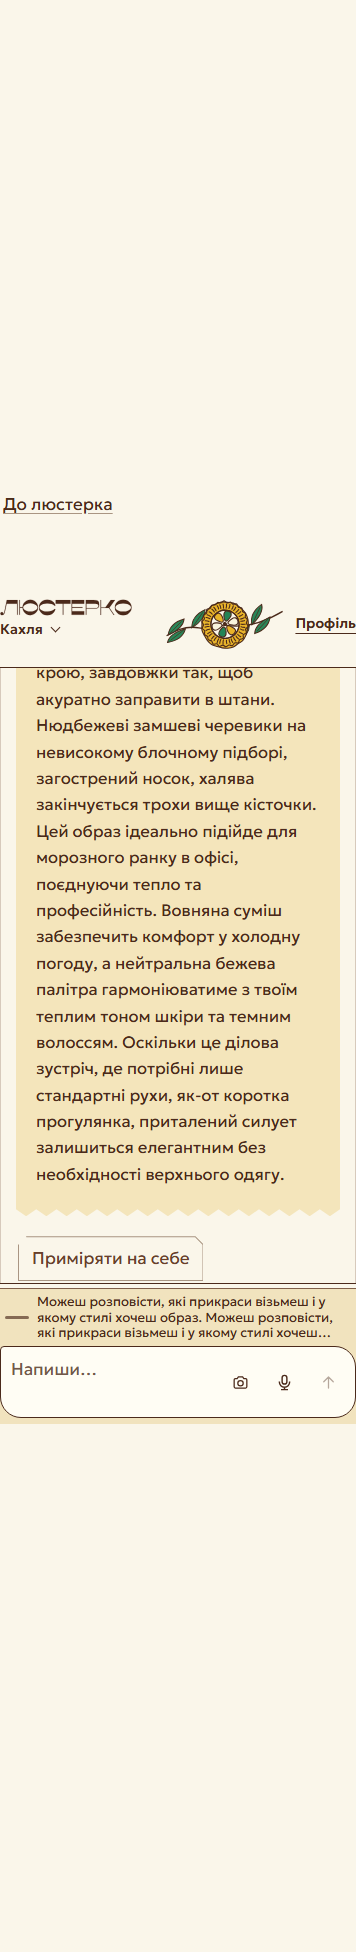 До люстерка
ЛЮСТЕРКО
Кахля
Профіль
крою, завдовжки так, щоб
акуратно заправити в штани.
Нюдбежеві замшеві черевики на
невисокому блочному підборі,
загострений носок, халява
закінчується трохи вище кісточки.
Цей образ ідеально підійде для
морозного ранку в офісі,
поєднуючи тепло та
професійність. Вовняна суміш
забезпечить комфорт у холодну
погоду, а нейтральна бежева
палітра гармоніюватиме з твоїм
теплим тоном шкіри та темним
волоссям. Оскільки це ділова
зустріч, де потрібні лише
стандартні рухи, як-от коротка
прогулянка, приталений силует
залишиться елегантним без
необхідності верхнього одягу.
Приміряти на себе
Можеш розповісти, які прикраси візьмеш і у
якому стилі хочеш образ. Можеш розповісти,
які прикраси візьмеш і у якому стилі хочеш...
Напиши...